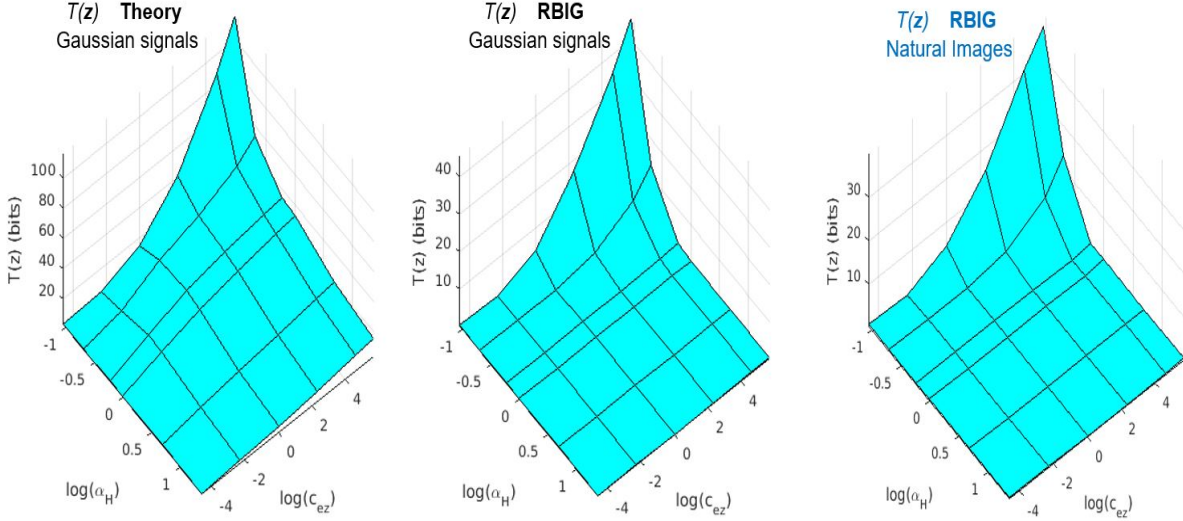 T(z) Theory
Gaussian signals
T(z) (bits)
100
80
60
40
20
-1
-0.5
0
0.5
1
log(α_H)
-4
-2
0
2
4
log(c_ez)
T(z) RBIG
Gaussian signals
T(z) (bits)
40
30
20
10
-1
-0.5
0
0.5
1
log(α_H)
-4
-2
0
2
4
log(c_ez)
T(z) RBIG
Natural Images
T(z) (bits)
30
20
10
-1
-0.5
0
0.5
1
log(α_H)
-4
-2
0
2
4
log(c_ez)